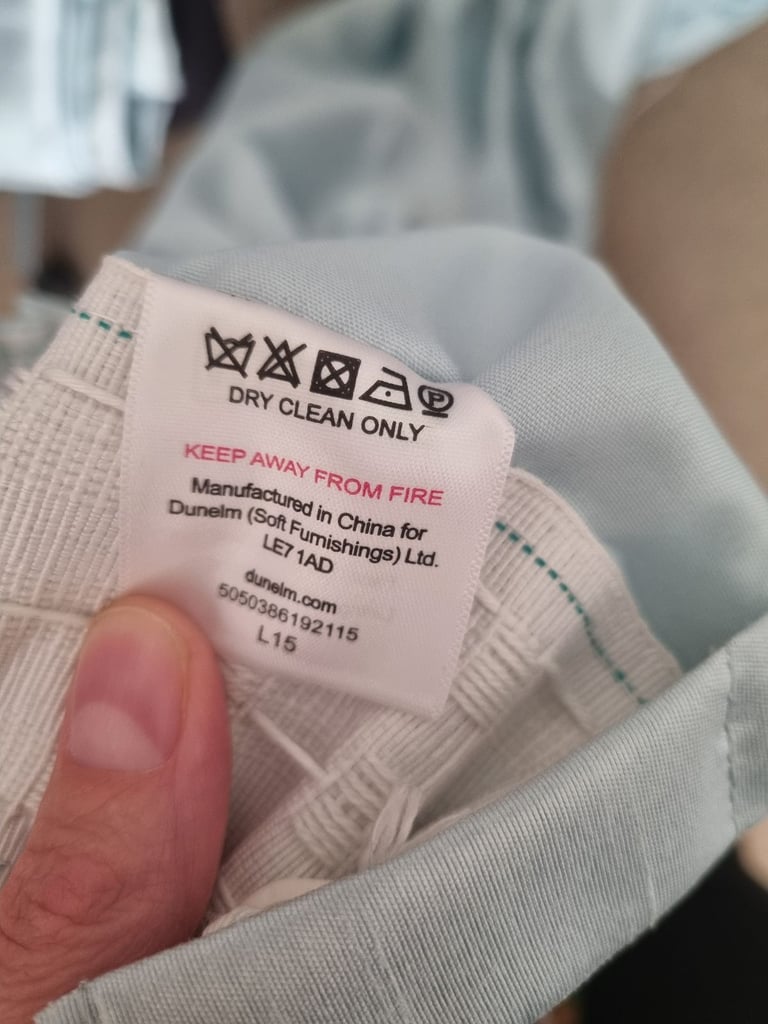 P
DRY CLEAN ONLY
KEEP AWAY FROM FIRE
Manufactured in China for
Dunelm (Soft Furnishings) Ltd.
LE7 1AD
dunelm.com
5050386192115
L15